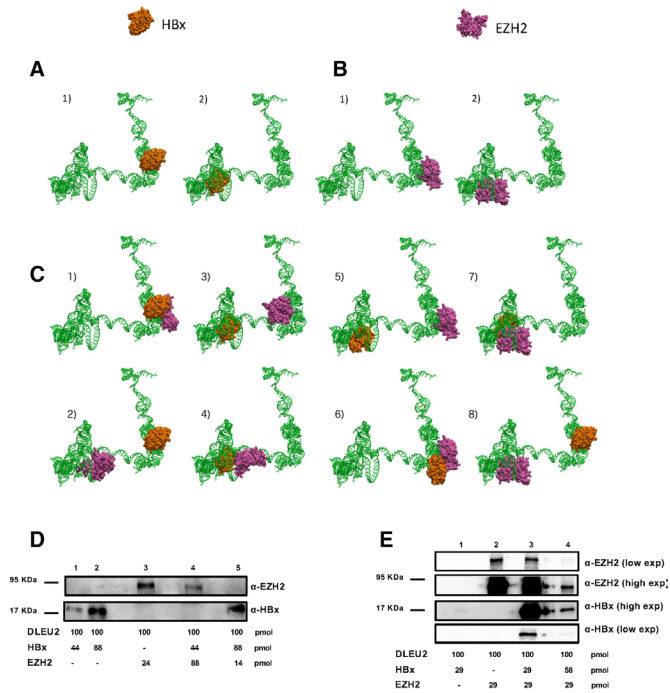 HBx EZH2
A B
1) 2) 1) 2)
C
1) 3) 5) 7)
2) 4) 6) 8)
D
1 2 3 4 5
95 KDa α-EZH2
17 KDa α-HBx
DLEU2 100 100 100 100 100 pmol
HBx 44 88 - 44 88 pmol
EZH2 - - 24 88 14 pmol
E
1 2 3 4
α-EZH2 (low exp)
95 KDa α-EZH2 (high exp)
17 KDa α-HBx (high exp)
α-HBx (low exp)
DLEU2 100 100 100 100 pmol
HBx 29 - 29 58 pmol
EZH2 - 29 29 29 pmol